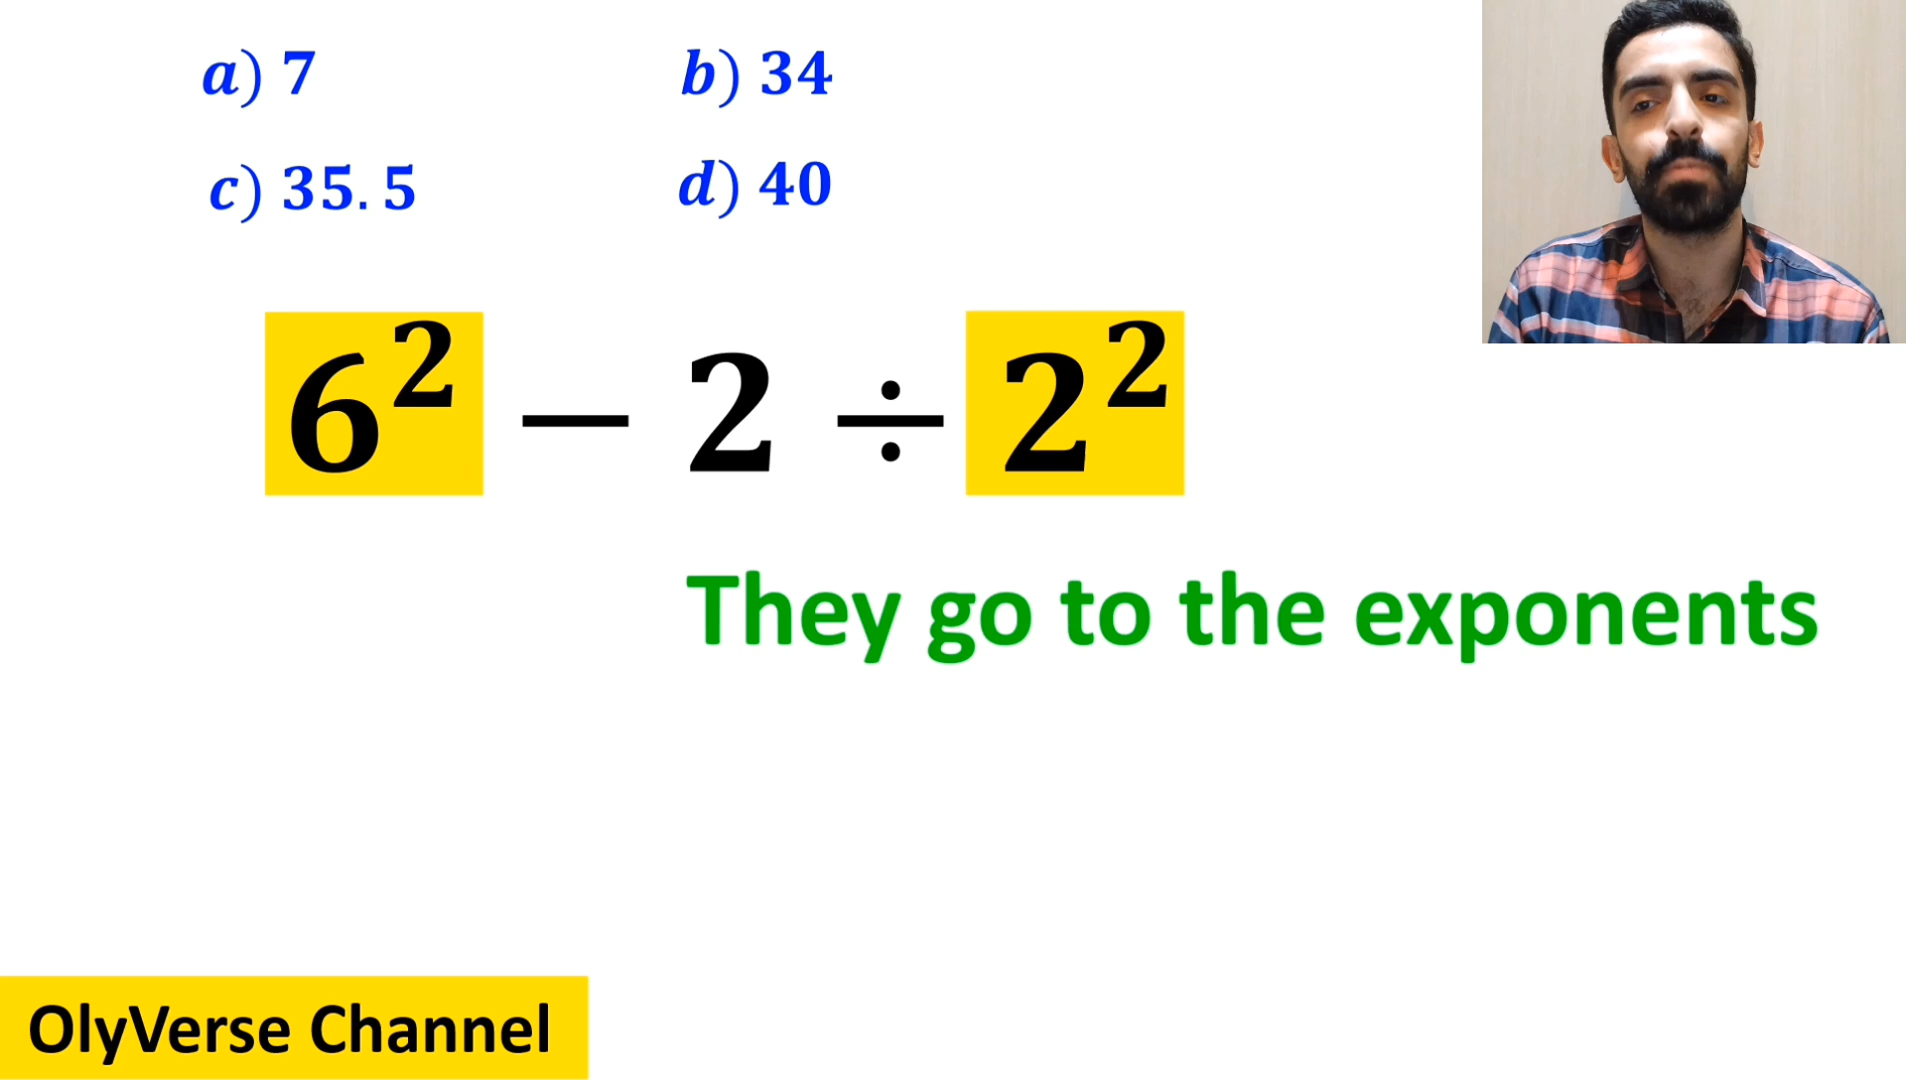 a) 7 b) 34
c) 35.5 d) 40
6² − 2 ÷ 2²
They go to the exponents
OlyVerse Channel